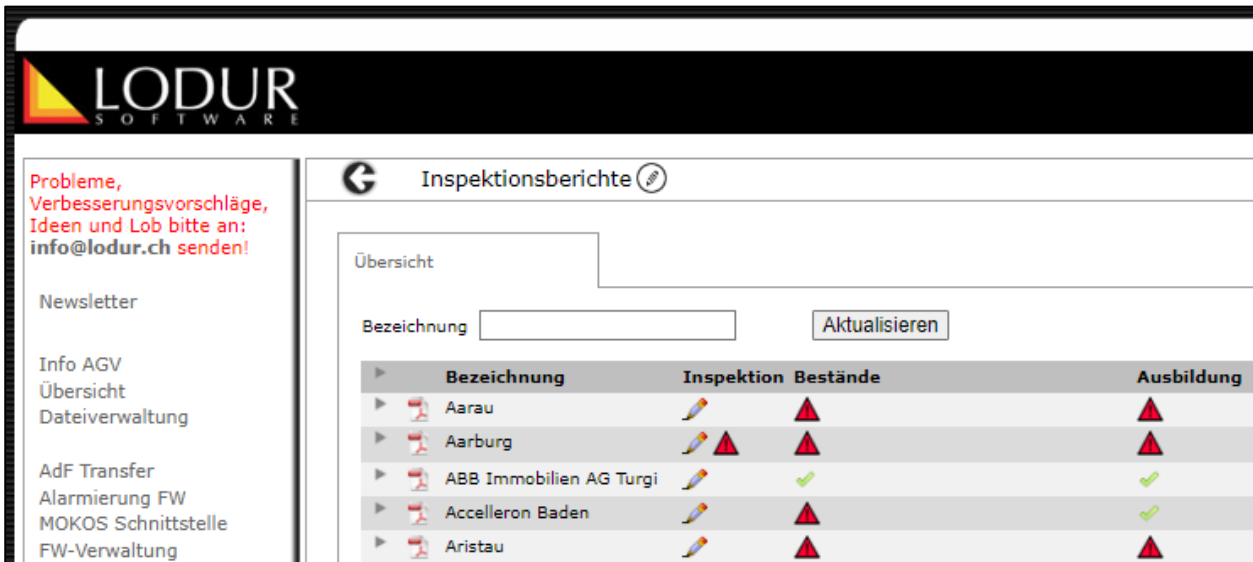 LODUR
SOFTWARE
Probleme,
Verbesserungsvorschläge,
Ideen und Lob bitte an:
info@lodur.ch senden!
Newsletter
Info AGV
Übersicht
Dateiverwaltung
AdF Transfer
Alarmierung FW
MOKOS Schnittstelle
FW-Verwaltung
Inspektionsberichte
Übersicht
Bezeichnung Aktualisieren
Bezeichnung Inspektion Bestände Ausbildung
Aarau
Aarburg
ABB Immobilien AG Turgi
Accelleron Baden
Aristau